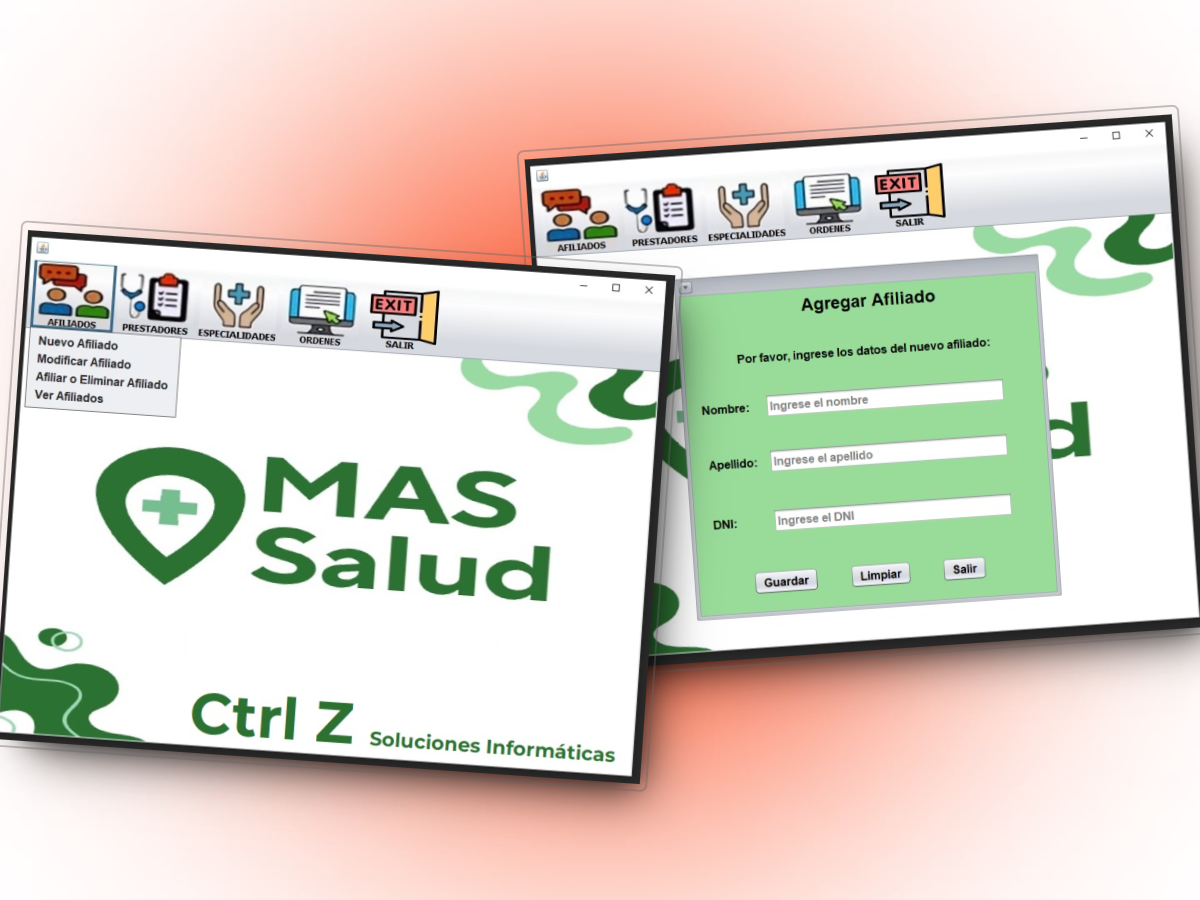 AFILIADOS
PRESTADORES
ESPECIALIDADES
ORDENES
EXIT
SALIR
Nuevo Afiliado
Modificar Afiliado
Afiliar o Eliminar Afiliado
Ver Afiliados
MAS
Salud
Ctrl Z Soluciones Informáticas
AFILIADOS
PRESTADORES
ESPECIALIDADES
ORDENES
EXIT
SALIR
Agregar Afiliado
Por favor, ingrese los datos del nuevo afiliado:
Nombre: Ingrese el nombre
Apellido: Ingrese el apellido
DNI: Ingrese el DNI
Guardar Limpiar Salir
d